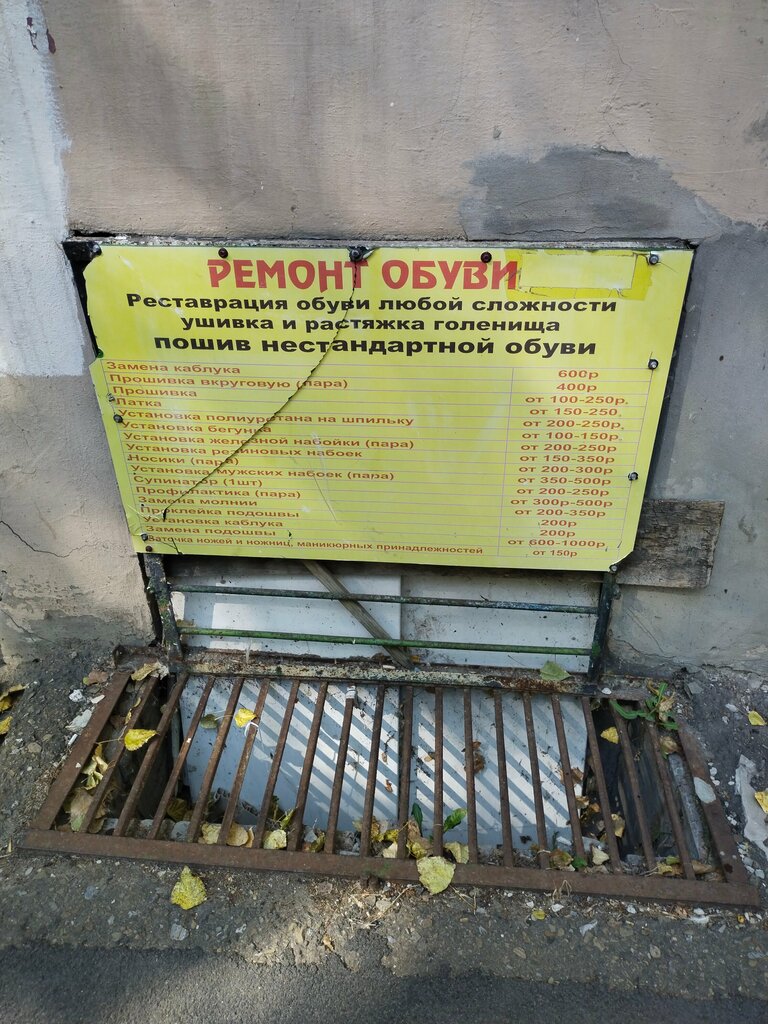 РЕМОНТ ОБУВИ
Реставрация обуви любой сложности
ушивка и растяжка голенища
пошив нестандартной обуви
Замена каблука 600р
Прошивка вкруговую (пара) 400р
Прошивка от 100-250р.
Латка от 150-250.
Установка полиуретана на шпильку от 200-250р.
Установка бегунка от 100-150р.
Установка железной набойки (пара) от 200-250р
Установка резиновых набоек от 150-350р
Носики (пара) от 200-300р
Установка мужских набоек (пара) от 350-500р
Супинатор (1шт) от 200-250р
Профилактика (пара) от 300р-500р
Замена молнии от 200-350р
Проклейка подошвы 200р
Установка каблука 200р
Замена подошвы от 600-1000р
Заточка ножей и ножниц, маникюрных принадлежностей от 150р